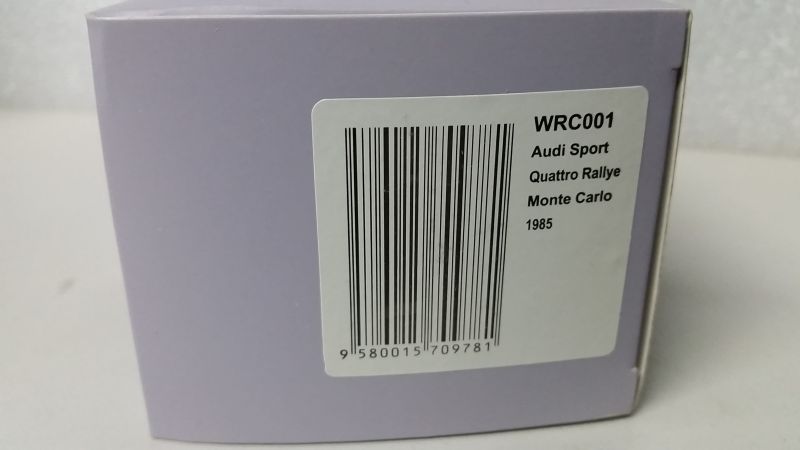 WRC001
Audi Sport
Quattro Rallye
Monte Carlo
1985
9 580015 709781